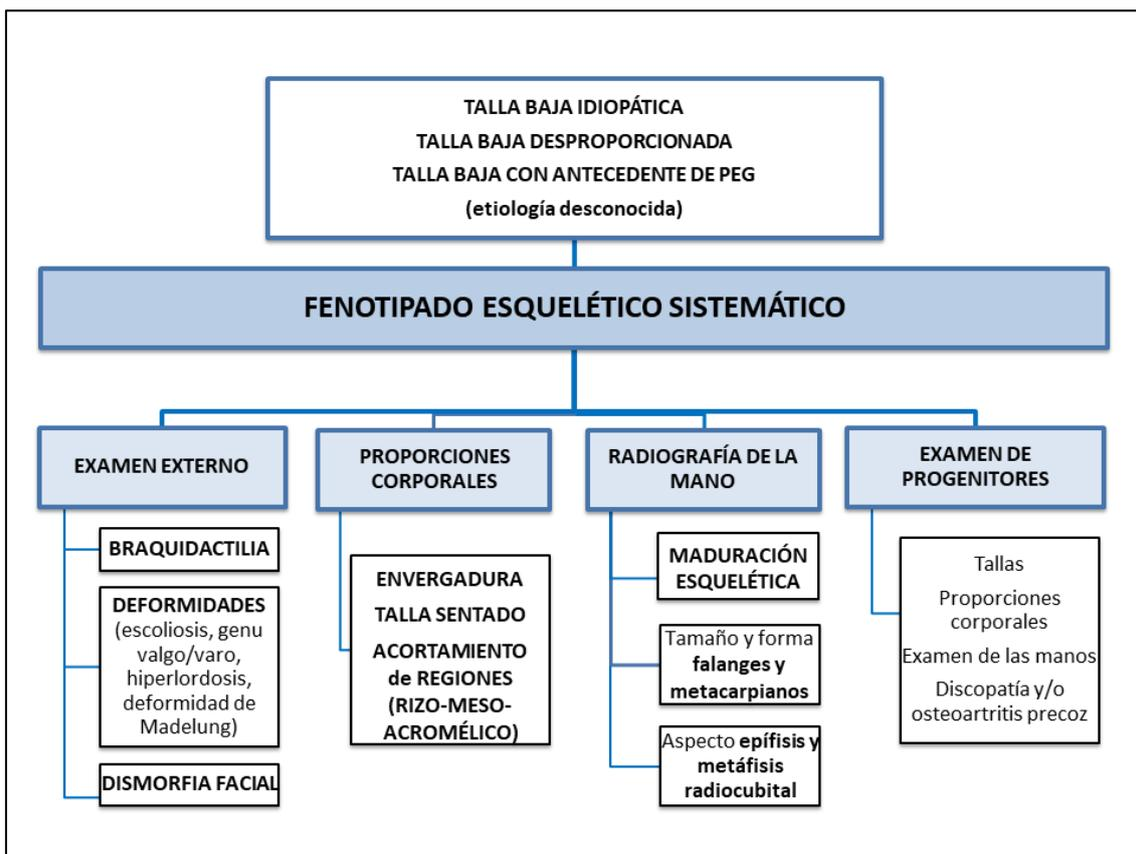 TALLA BAJA IDIOPÁTICA
TALLA BAJA DESPROPORCIONADA
TALLA BAJA CON ANTECEDENTE DE PEG
(etiología desconocida)
FENOTIPADO ESQUELÉTICO SISTEMÁTICO
EXAMEN EXTERNO
BRAQUIDACTILIA
DEFORMIDADES
(escoliosis, genu
valgo/varo,
hiperlordosis,
deformidad de
Madelung)
DISMORFIA FACIAL
PROPORCIONES
CORPORALES
ENVERGADURA
TALLA SENTADO
ACORTAMIENTO
de REGIONES
(RIZO-MESO-
ACROMÉLICO)
RADIOGRAFÍA DE LA
MANO
MADURACIÓN
ESQUELÉTICA
Tamaño y forma
falanges y
metacarpianos
Aspecto epífisis y
metáfisis
radiocubital
EXAMEN DE
PROGENITORES
Tallas
Proporciones
corporales
Examen de las manos
Discopatía y/o
osteoartritis precoz